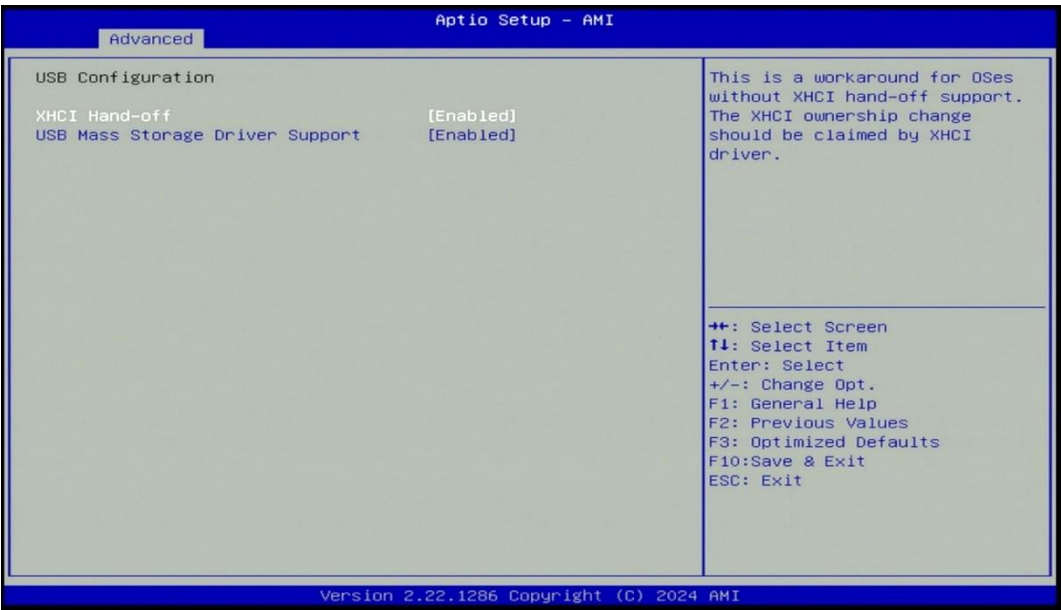 Aptio Setup - AMI
Advanced
USB Configuration
XHCI Hand-off [Enabled]
USB Mass Storage Driver Support [Enabled]
This is a workaround for OSes
without XHCI hand-off support.
The XHCI ownership change
should be claimed by XHCI
driver.
→←: Select Screen
↑↓: Select Item
Enter: Select
+/-: Change Opt.
F1: General Help
F2: Previous Values
F3: Optimized Defaults
F10:Save & Exit
ESC: Exit
Version 2.22.1286 Copyright (C) 2024 AMI